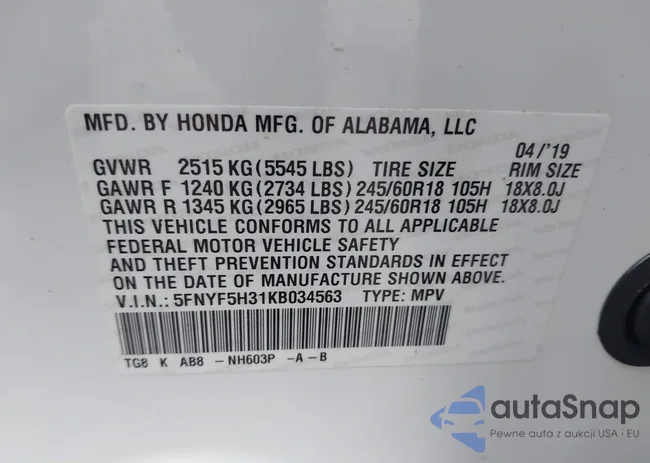 MFD. BY HONDA MFG. OF ALABAMA, LLC
04/'19
GVWR 2515 KG (5545 LBS) TIRE SIZE RIM SIZE
GAWR F 1240 KG (2734 LBS) 245/60R18 105H 18X8.0J
GAWR R 1345 KG (2965 LBS) 245/60R18 105H 18X8.0J
THIS VEHICLE CONFORMS TO ALL APPLICABLE
FEDERAL MOTOR VEHICLE SAFETY
AND THEFT PREVENTION STANDARDS IN EFFECT
ON THE DATE OF MANUFACTURE SHOWN ABOVE.
V.I.N.: 5FNYF5H31KB034563 TYPE: MPV
TG8 K AB8 - NH603P -A-B
autoSnap
Pewne auta z aukcji USA i EU